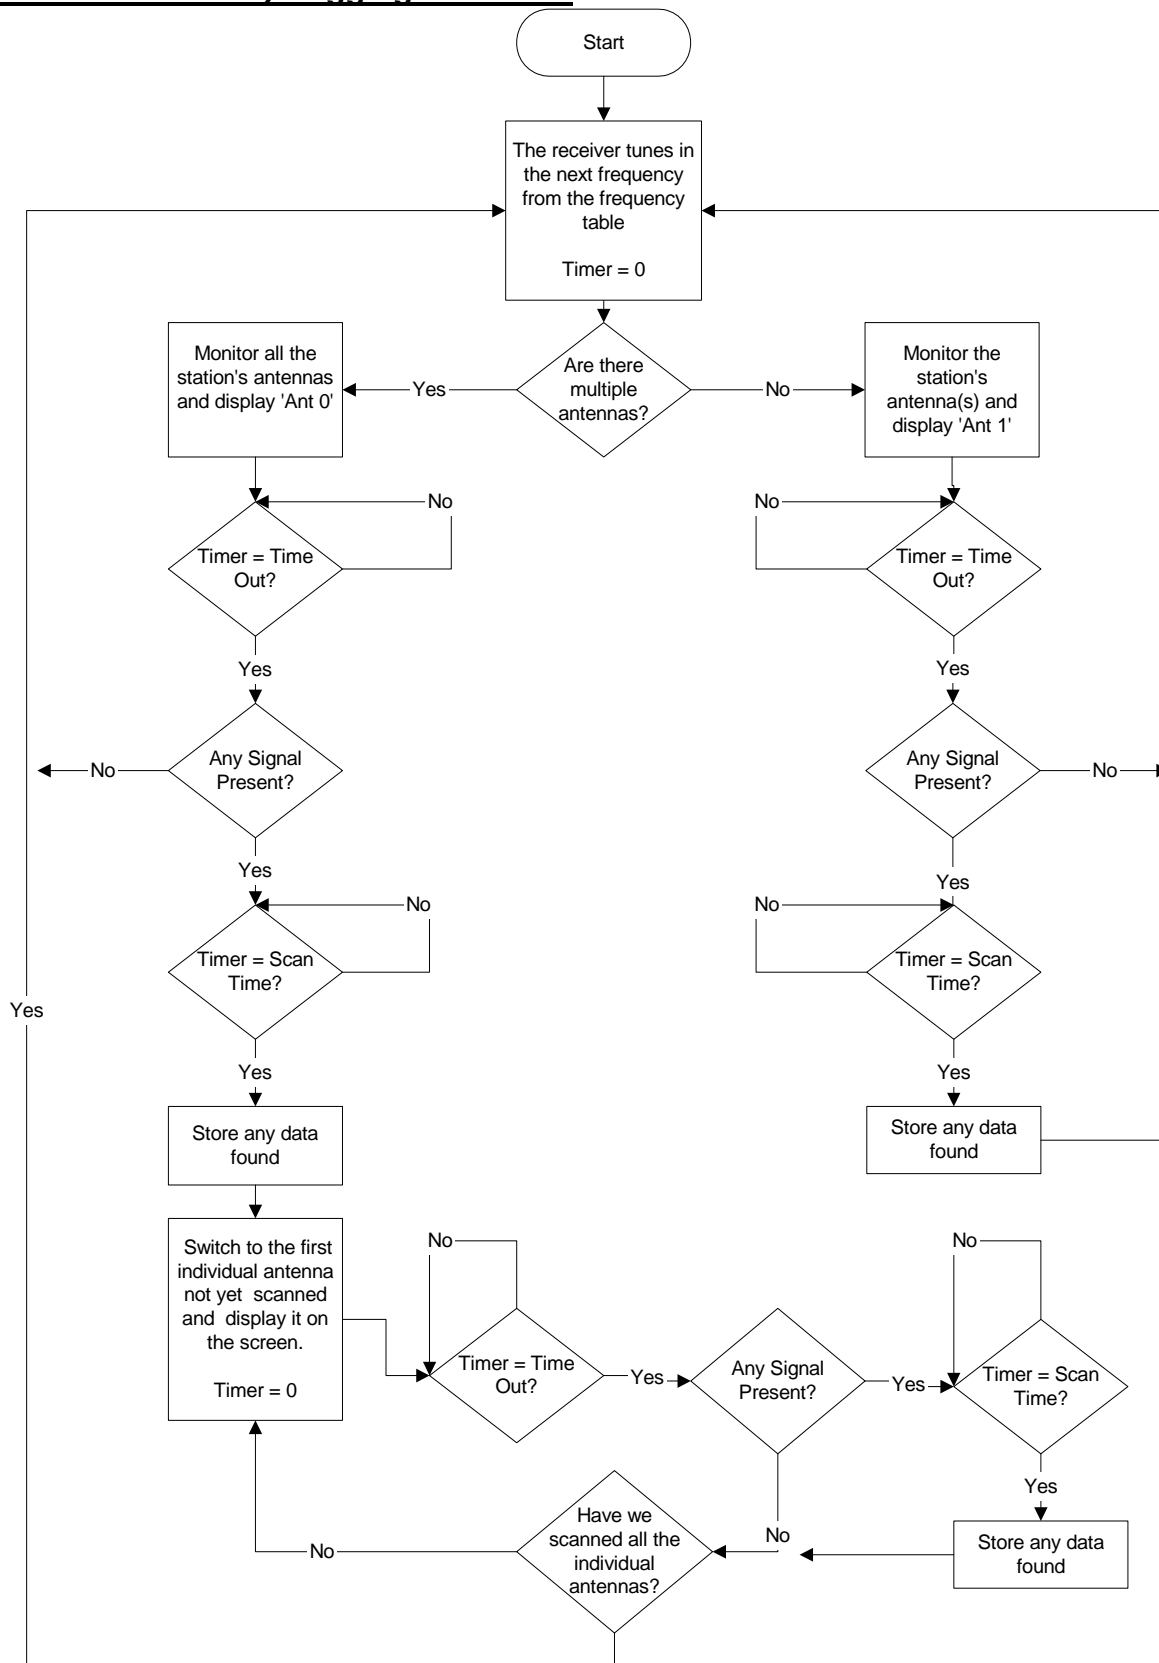 Start
The receiver tunes in
the next frequency
from the frequency
table
Timer = 0
Monitor all the
station's antennas
and display 'Ant 0'
Yes
Are there
multiple
antennas?
No
Monitor the
station's
antenna(s) and
display 'Ant 1'
No
No
Timer = Time
Out?
Timer = Time
Out?
Yes
Yes
No
Any Signal
Present?
Any Signal
Present?
No
Yes
Yes
No
No
Timer = Scan
Time?
Timer = Scan
Time?
Yes
Yes
Yes
Store any data
found
Store any data
found
Switch to the first
individual antenna
not yet scanned
and display it on
the screen.
Timer = 0
No
Timer = Time
Out?
Yes
Any Signal
Present?
Yes
No
Timer = Scan
Time?
Yes
No
Have we
scanned all the
individual
antennas?
No
Store any data
found